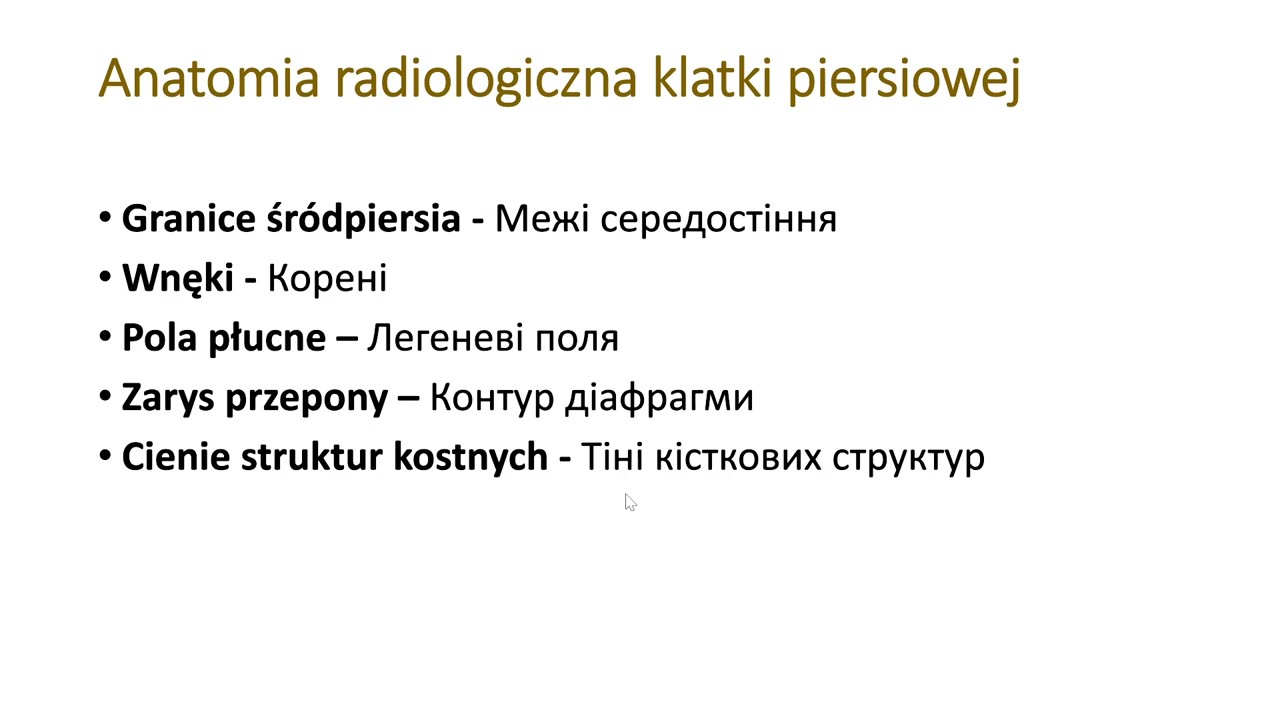 Anatomia radiologiczna klatki piersiowej
• Granice śródpiersia - Межі середостіння
• Wnęki - Корені
• Pola płucne – Легеневі поля
• Zarys przepony – Контур діафрагми
• Cienie struktur kostnych - Тіні кісткових структур